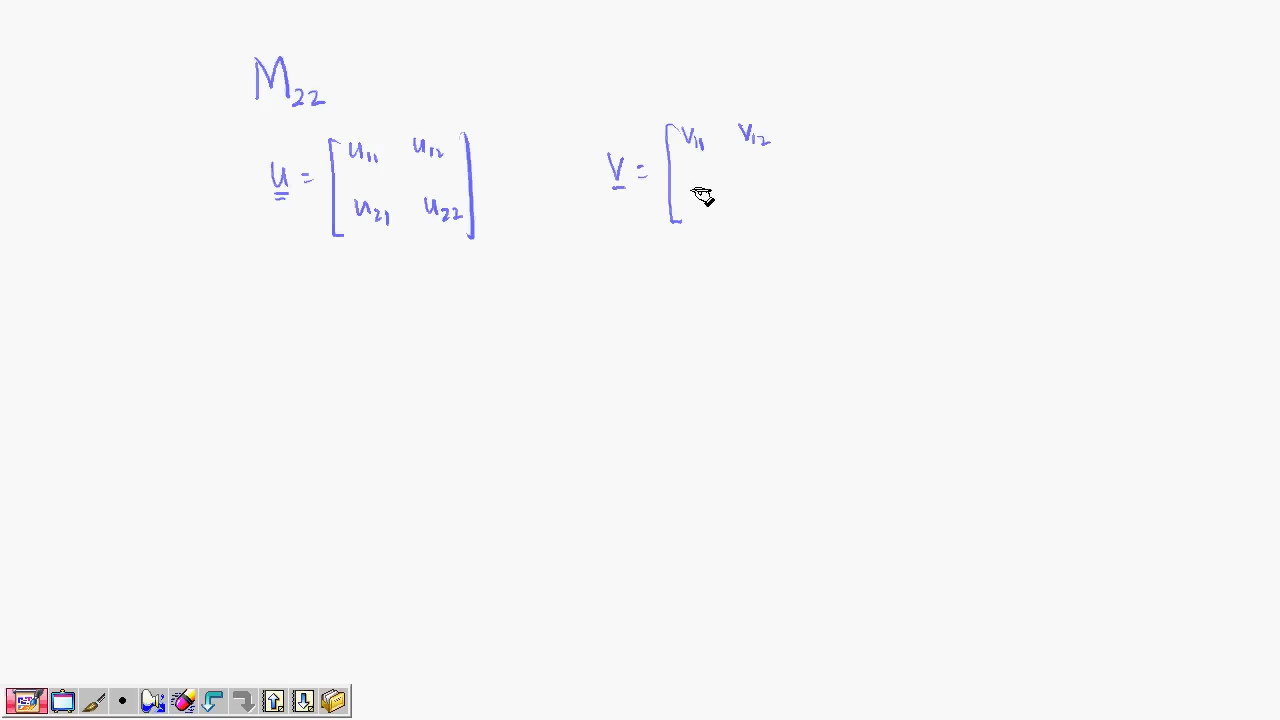 M₂₂
u = [ u₁₁ u₁₂
u₂₁ u₂₂ ]
v = [ v₁₁ v₁₂